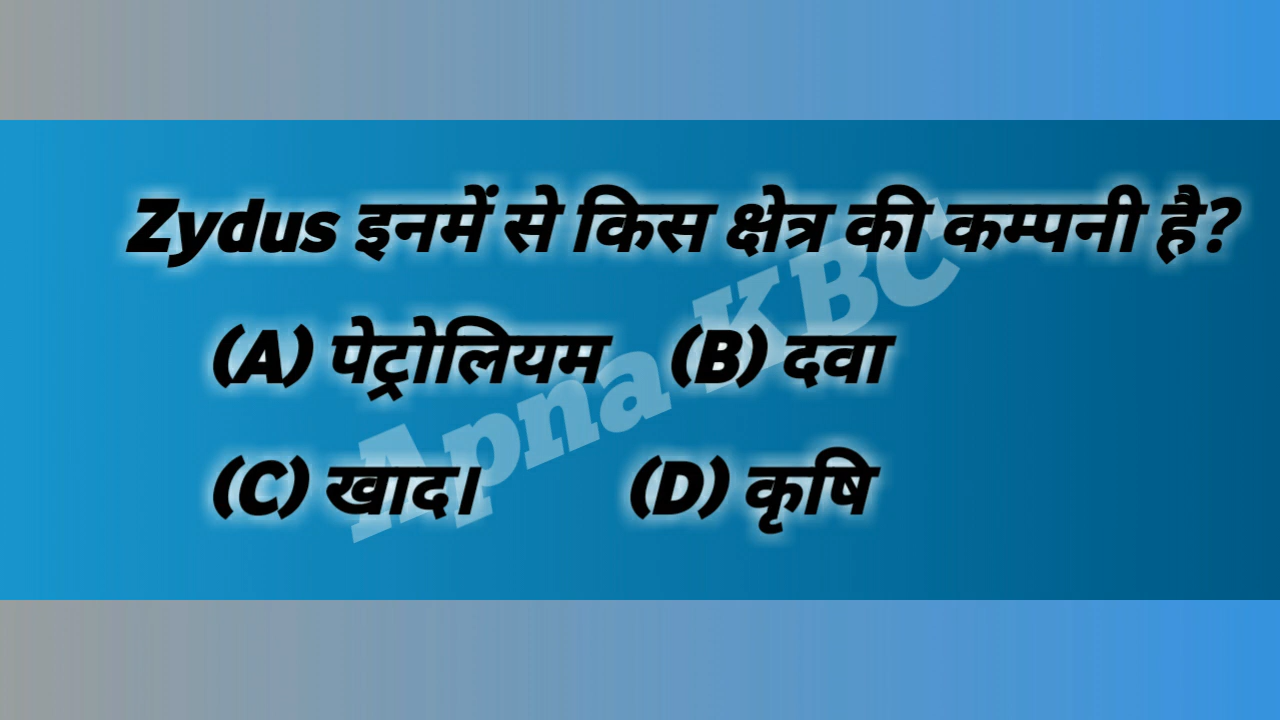 Zydus इनमें से किस क्षेत्र की कम्पनी है?
(A) पेट्रोलियम (B) दवा
(C) खाद। (D) कृषि
Apna KBC